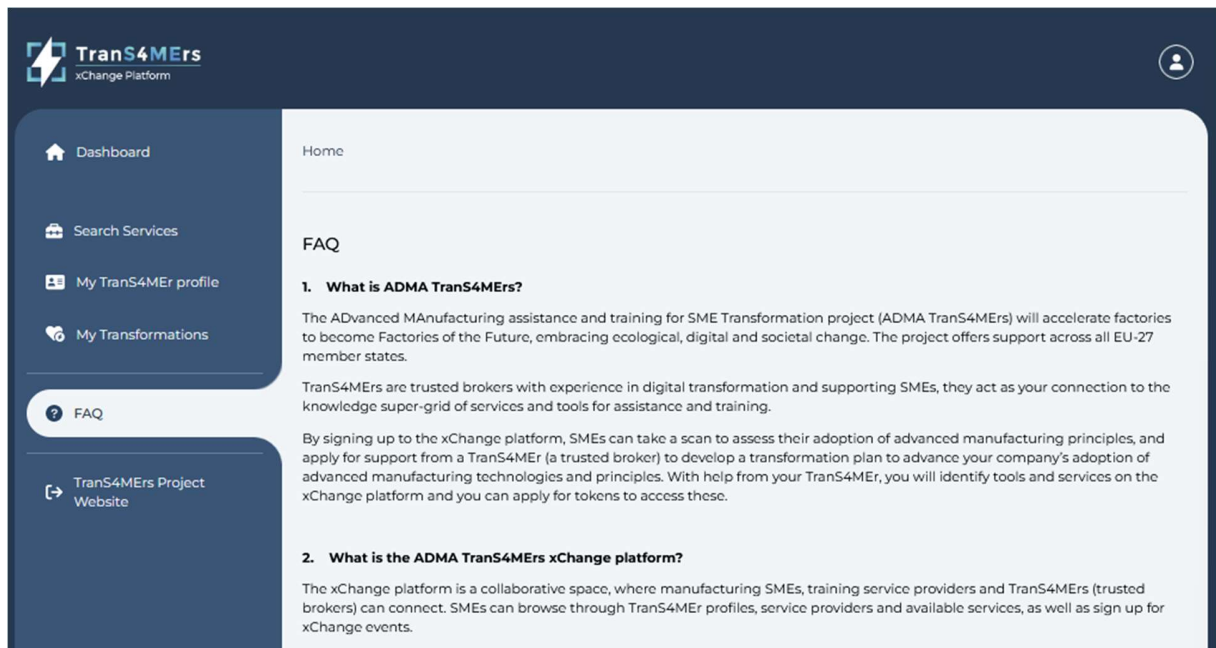 TranS4MErs
xChange Platform
Dashboard
Search Services
My TranS4MEr profile
My Transformations
FAQ
TranS4MErs Project
Website
Home
FAQ
1. What is ADMA TranS4MErs?
The ADvanced MAnufacturing assistance and training for SME Transformation project (ADMA TranS4MErs) will accelerate factories
to become Factories of the Future, embracing ecological, digital and societal change. The project offers support across all EU-27
member states.
TranS4MErs are trusted brokers with experience in digital transformation and supporting SMEs, they act as your connection to the
knowledge super-grid of services and tools for assistance and training.
By signing up to the xChange platform, SMEs can take a scan to assess their adoption of advanced manufacturing principles, and
apply for support from a TranS4MEr (a trusted broker) to develop a transformation plan to advance your company's adoption of
advanced manufacturing technologies and principles. With help from your TranS4MEr, you will identify tools and services on the
xChange platform and you can apply for tokens to access these.
2. What is the ADMA TranS4MErs xChange platform?
The xChange platform is a collaborative space, where manufacturing SMEs, training service providers and TranS4MErs (trusted
brokers) can connect. SMEs can browse through TranS4MEr profiles, service providers and available services, as well as sign up for
xChange events.